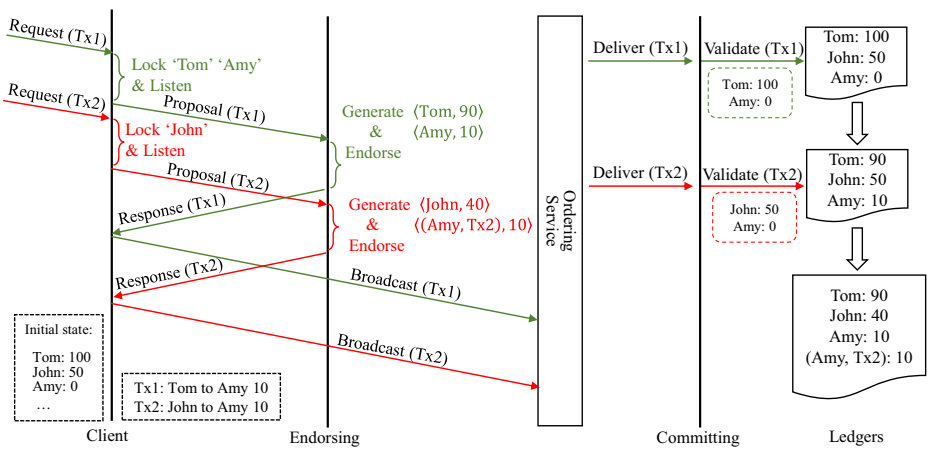 Request (Tx1)
Lock ‘Tom’ ‘Amy’
& Listen
Request (Tx2)
Proposal (Tx1)
Lock ‘John’
& Listen
Generate ⟨Tom, 90⟩
& ⟨Amy, 10⟩
Endorse
Proposal (Tx2)
Response (Tx1)
Generate ⟨John, 40⟩
& ⟨(Amy, Tx2), 10⟩
Endorse
Response (Tx2)
Broadcast (Tx1)
Broadcast (Tx2)
Initial state:
Tom: 100
John: 50
Amy: 0
…
Tx1: Tom to Amy 10
Tx2: John to Amy 10
Client
Endorsing
Ordering
Service
Deliver (Tx1)
Validate (Tx1)
Tom: 100
Amy: 0
Deliver (Tx2)
Validate (Tx2)
John: 50
Amy: 0
Committing
Tom: 100
John: 50
Amy: 0
Tom: 90
John: 50
Amy: 10
Tom: 90
John: 40
Amy: 10
(Amy, Tx2): 10
Ledgers